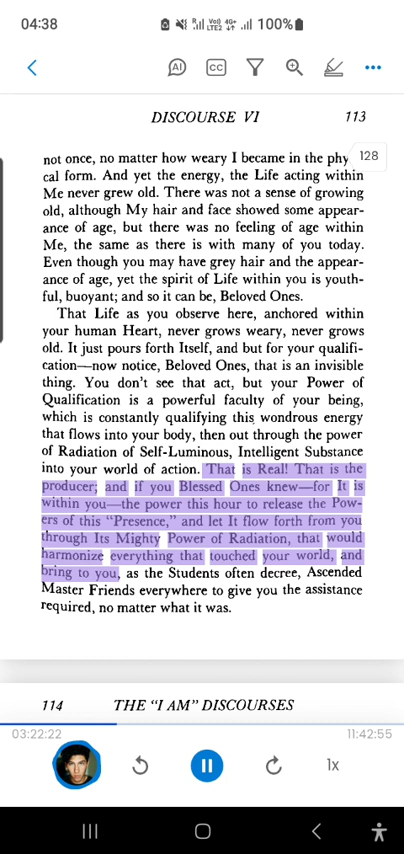 04:38
Vo)) 4G+
R LTE2 100%
AI CC
DISCOURSE VI 113
128
not once, no matter how weary I became in the phy
cal form. And yet the energy, the Life acting within
Me never grew old. There was not a sense of growing
old, although My hair and face showed some appear-
ance of age, but there was no feeling of age within
Me, the same as there is with many of you today.
Even though you may have grey hair and the appear-
ance of age, yet the spirit of Life within you is youth-
ful, buoyant; and so it can be, Beloved Ones.
That Life as you observe here, anchored within
your human Heart, never grows weary, never grows
old. It just pours forth Itself, and but for your qualifi-
cation—now notice, Beloved Ones, that is an invisible
thing. You don't see that act, but your Power of
Qualification is a powerful faculty of your being,
which is constantly qualifying this wondrous energy
that flows into your body, then out through the power
of Radiation of Self-Luminous, Intelligent Substance
into your world of action. That is Real! That is the
producer; and if you Blessed Ones knew—for It is
within you—the power this hour to release the Pow-
ers of this "Presence," and let It flow forth from you
through Its Mighty Power of Radiation, that would
harmonize everything that touched your world, and
bring to you, as the Students often decree, Ascended
Master Friends everywhere to give you the assistance
required, no matter what it was.
114 THE "I AM" DISCOURSES
03:22:22 11:42:55
1x